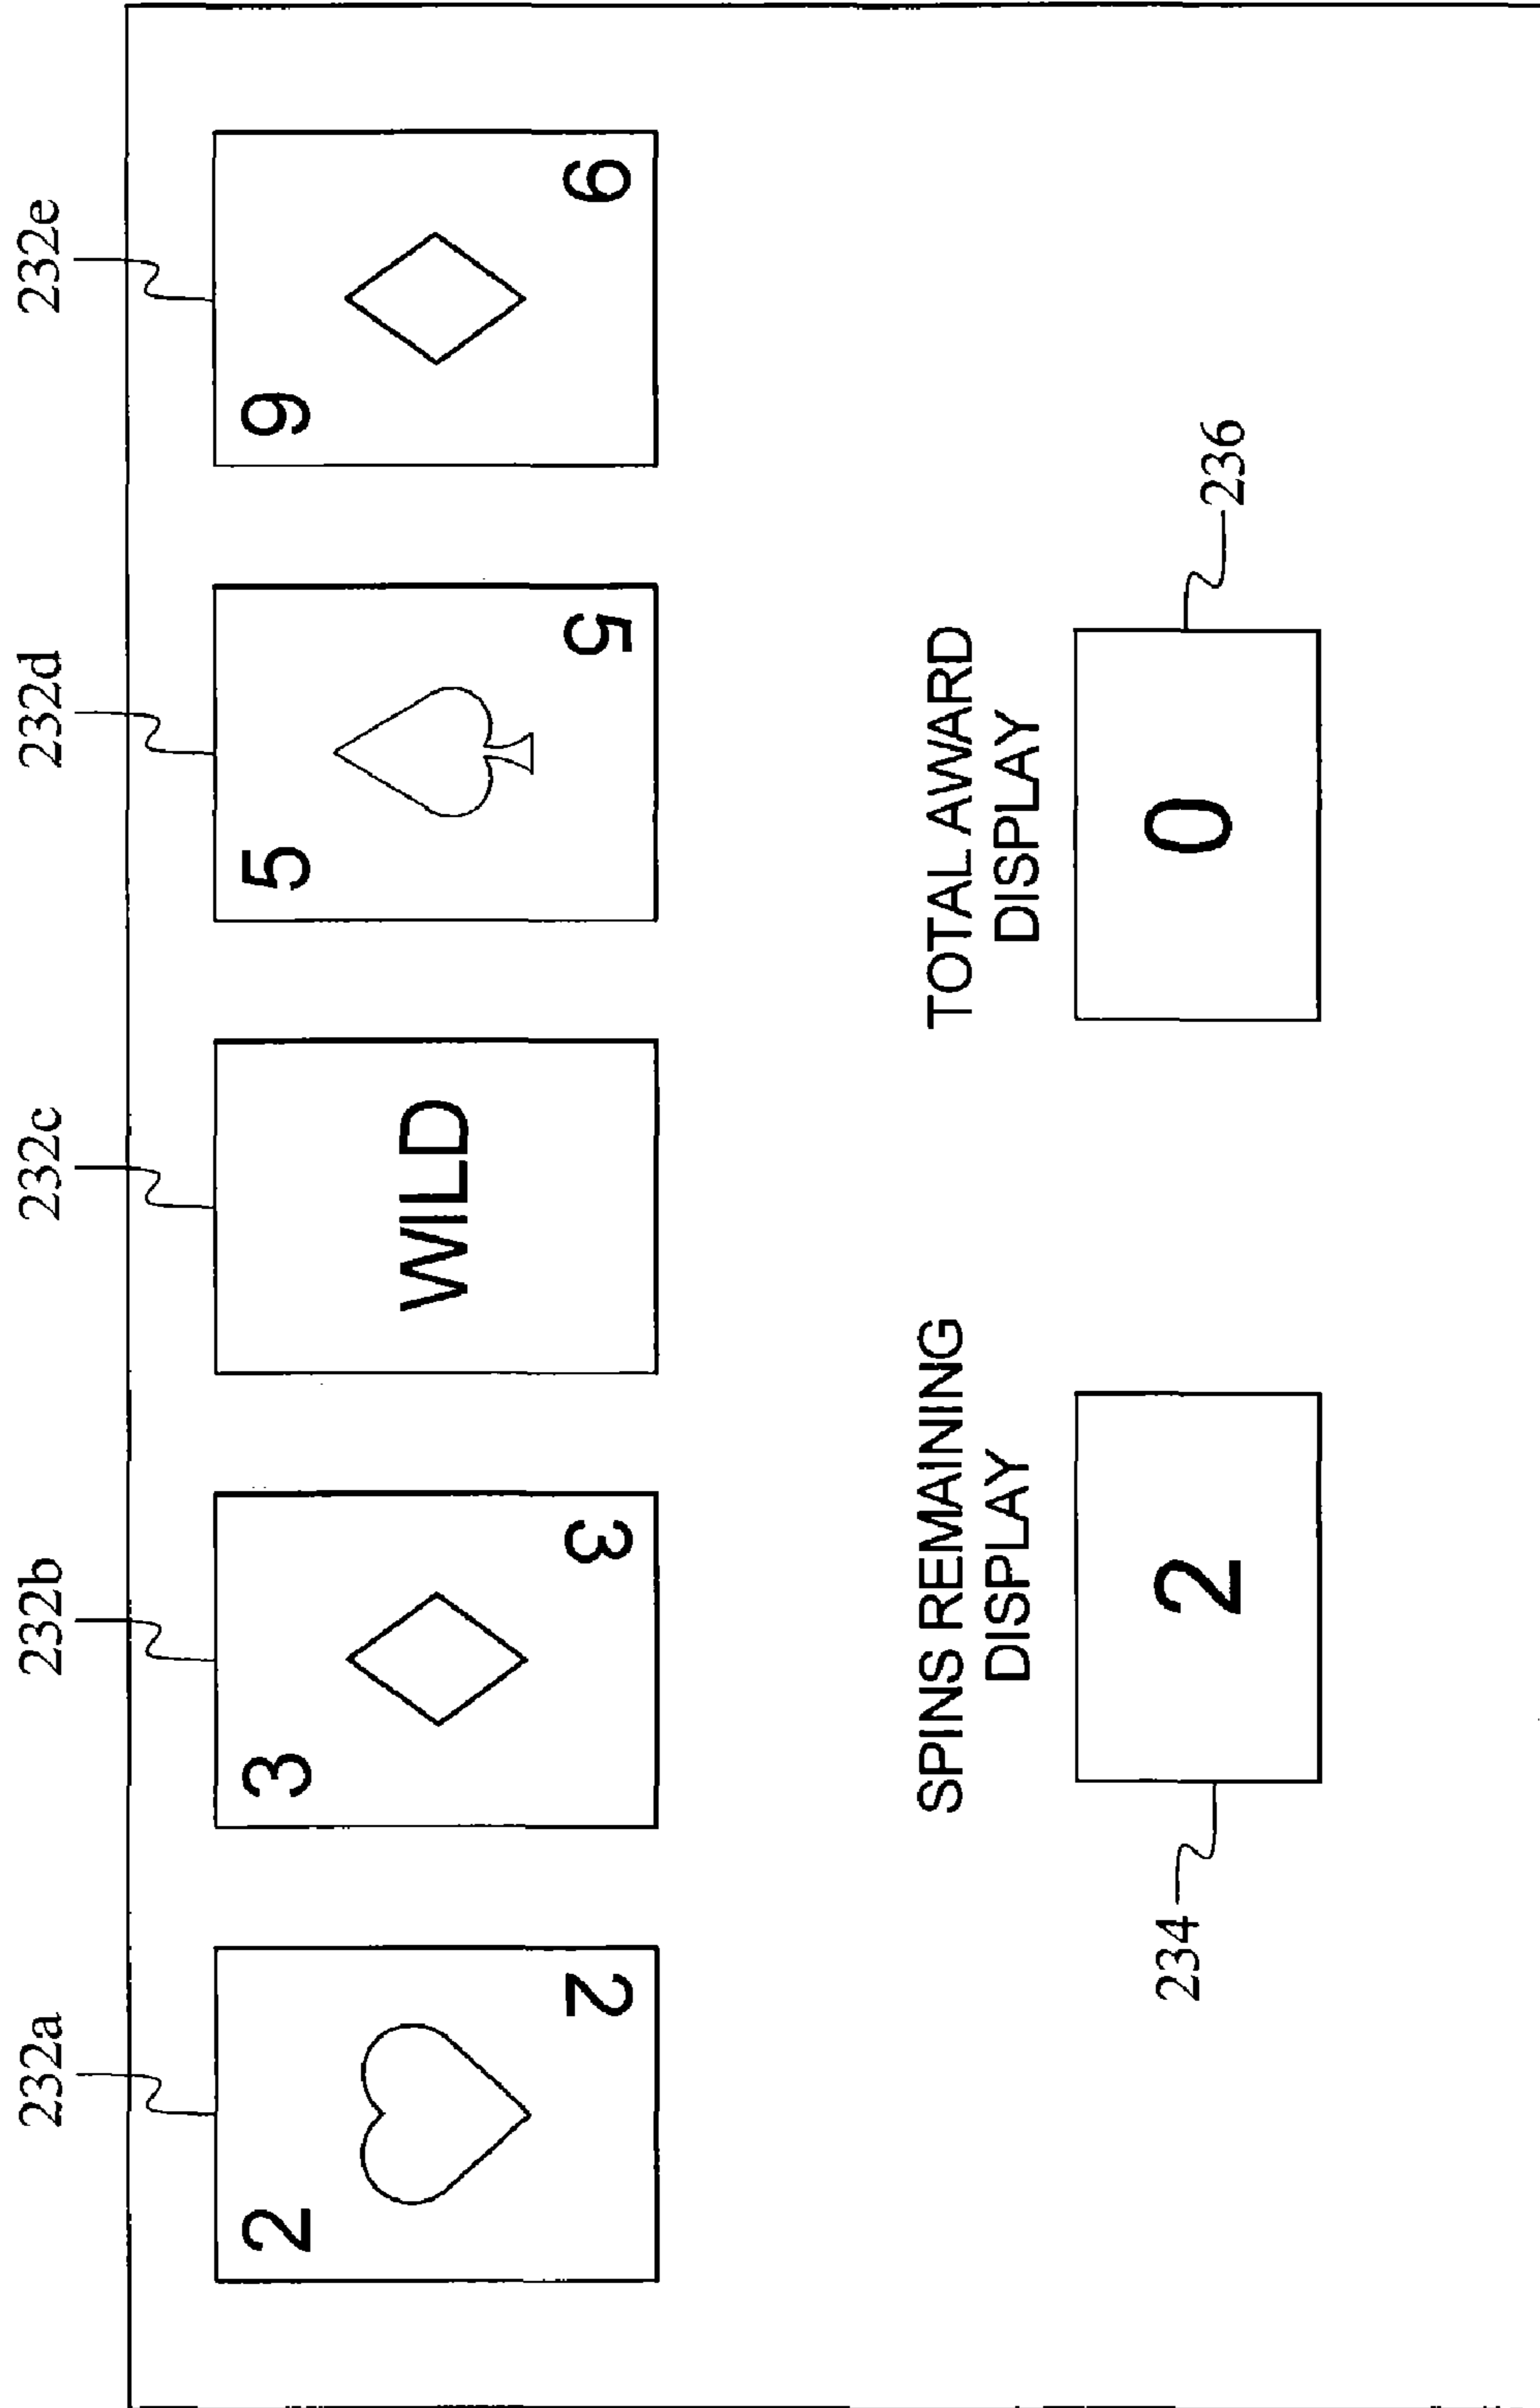 232a 232b 232c 232d 232e
2 3 5 9
WILD
2 3 5 9
SPINS REMAINING
DISPLAY
TOTAL AWARD
DISPLAY
2
0
234
236